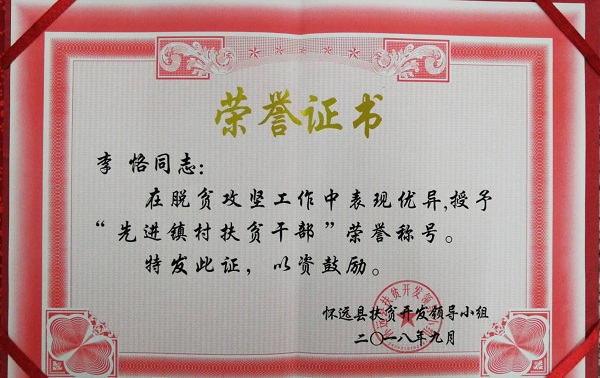 荣誉证书
李恪同志：
在脱贫攻坚工作中表现优异,授予
“先进镇村扶贫干部”荣誉称号。
特发此证，以资鼓励。
怀远县扶贫开发领导小组
二〇一八年九月